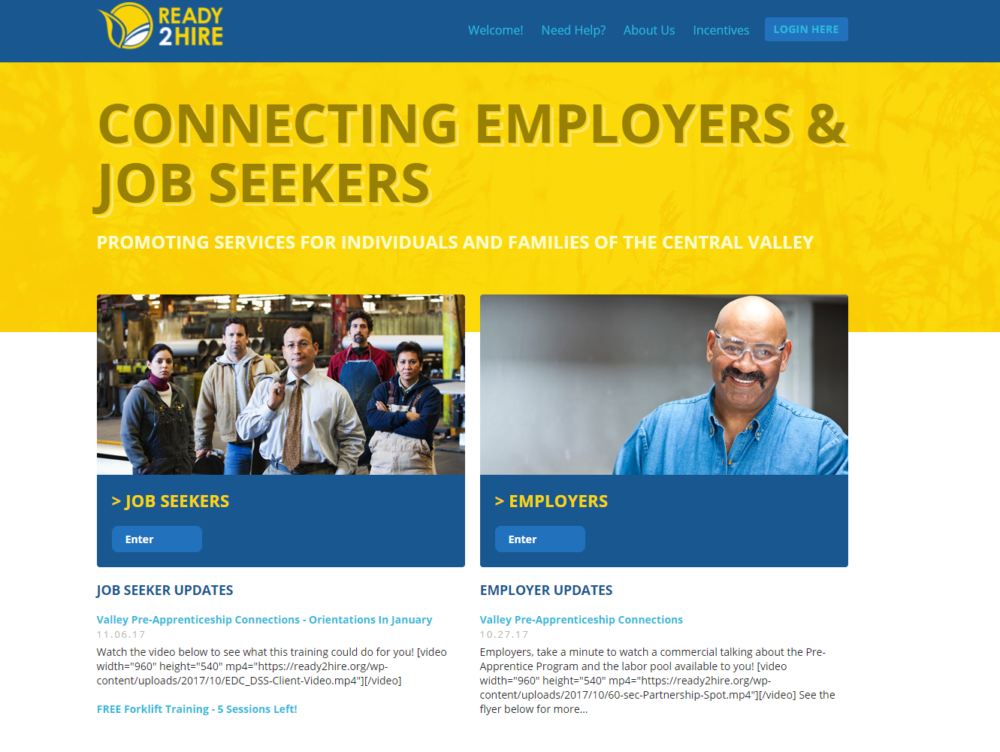 READY
2HIRE
Welcome! Need Help? About Us Incentives LOGIN HERE
CONNECTING EMPLOYERS &
JOB SEEKERS
PROMOTING SERVICES FOR INDIVIDUALS AND FAMILIES OF THE CENTRAL VALLEY
> JOB SEEKERS
Enter
> EMPLOYERS
Enter
JOB SEEKER UPDATES
Valley Pre-Apprenticeship Connections - Orientations In January
11.06.17
Watch the video below to see what this training could do for you! [video
width="960" height="540" mp4="https://ready2hire.org/wp-
content/uploads/2017/10/EDC_DSS-Client-Video.mp4"][/video]
FREE Forklift Training - 5 Sessions Left!
EMPLOYER UPDATES
Valley Pre-Apprenticeship Connections
10.27.17
Employers, take a minute to watch a commercial talking about the Pre-
Apprentice Program and the labor pool available to you! [video
width="960" height="540" mp4="https://ready2hire.org/wp-
content/uploads/2017/10/60-sec-Partnership-Spot.mp4"][/video] See the
flyer below for more...